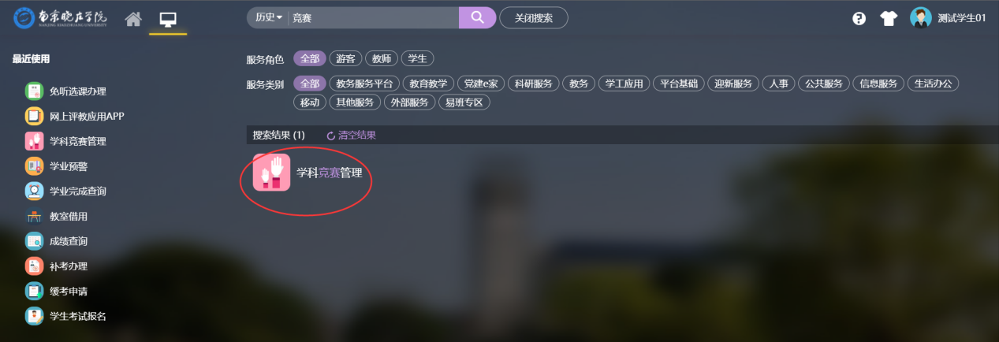 南京晓庄学院
NANJING XIAOZHUANG UNIVERSITY
历史 竞赛 关闭搜索 测试学生01
最近使用
免听选课办理
网上评教应用APP
学科竞赛管理
学业预警
学业完成查询
教室借用
成绩查询
补考办理
缓考申请
学生考试报名
服务角色 全部 游客 教师 学生
服务类别 全部 教务服务平台 教育教学 党建e家 科研服务 教务 学工应用 平台基础 迎新服务 人事 公共服务 信息服务 生活办公
移动 其他服务 外部服务 易班专区
搜索结果 (1) 清空结果
学科竞赛管理